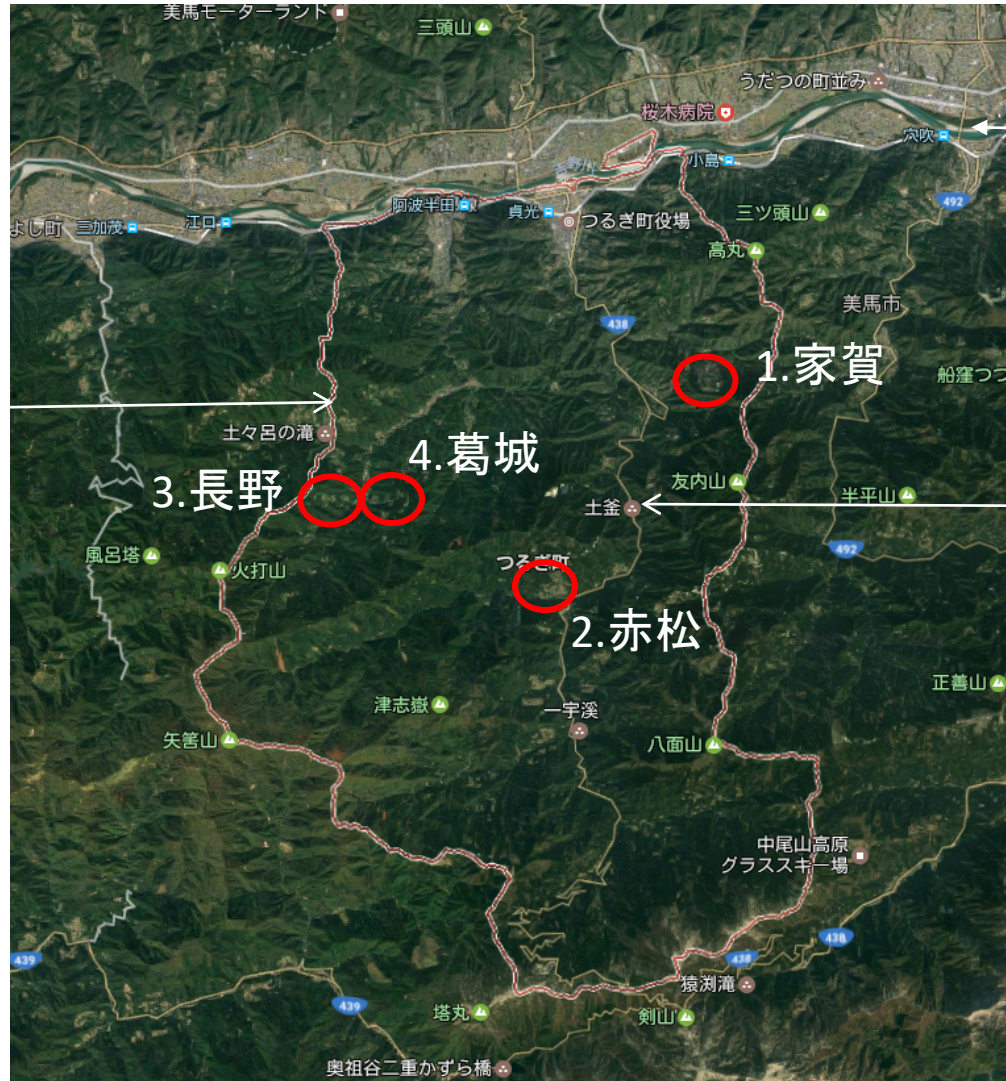 美馬モーターランド
三頭山
うだつの町並み
桜木病院
穴吹
小島
吉野川
492
阿波半田
貞光
つるぎ町役場
三ツ頭山
よし町
三加茂
江口
高丸
美馬市
438
1.家賀
船窪つつ
土々呂の滝
4.葛城
3.長野
友内山
半平山
土釜
492
風呂塔
つるぎ町
火打山
2.赤松
正善山
津志嶽
一宇渓
矢筈山
八面山
中尾山高原
グラススキー場
438
439
438
猿渕滝
439
塔丸
剣山
奥祖谷二重かずら橋